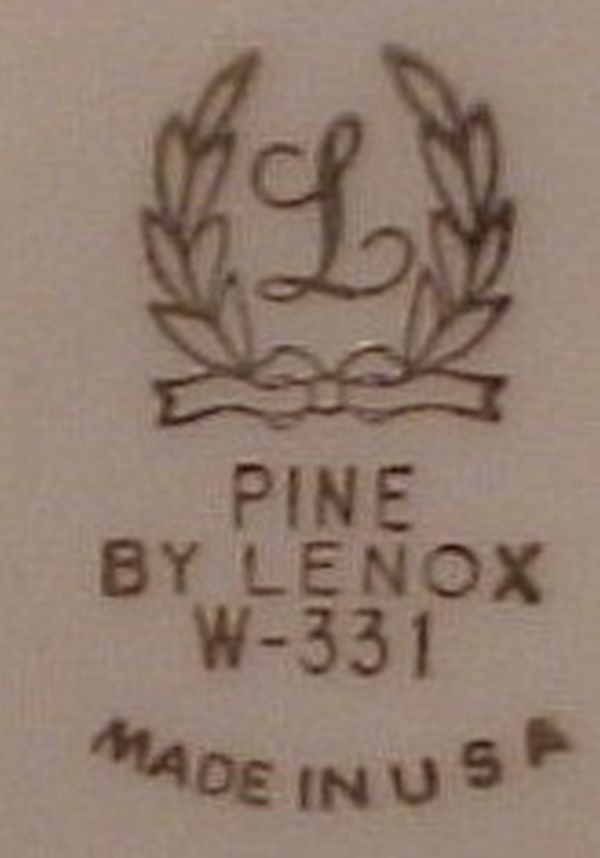 L
PINE
BY LENOX
W-331
MADE IN USA